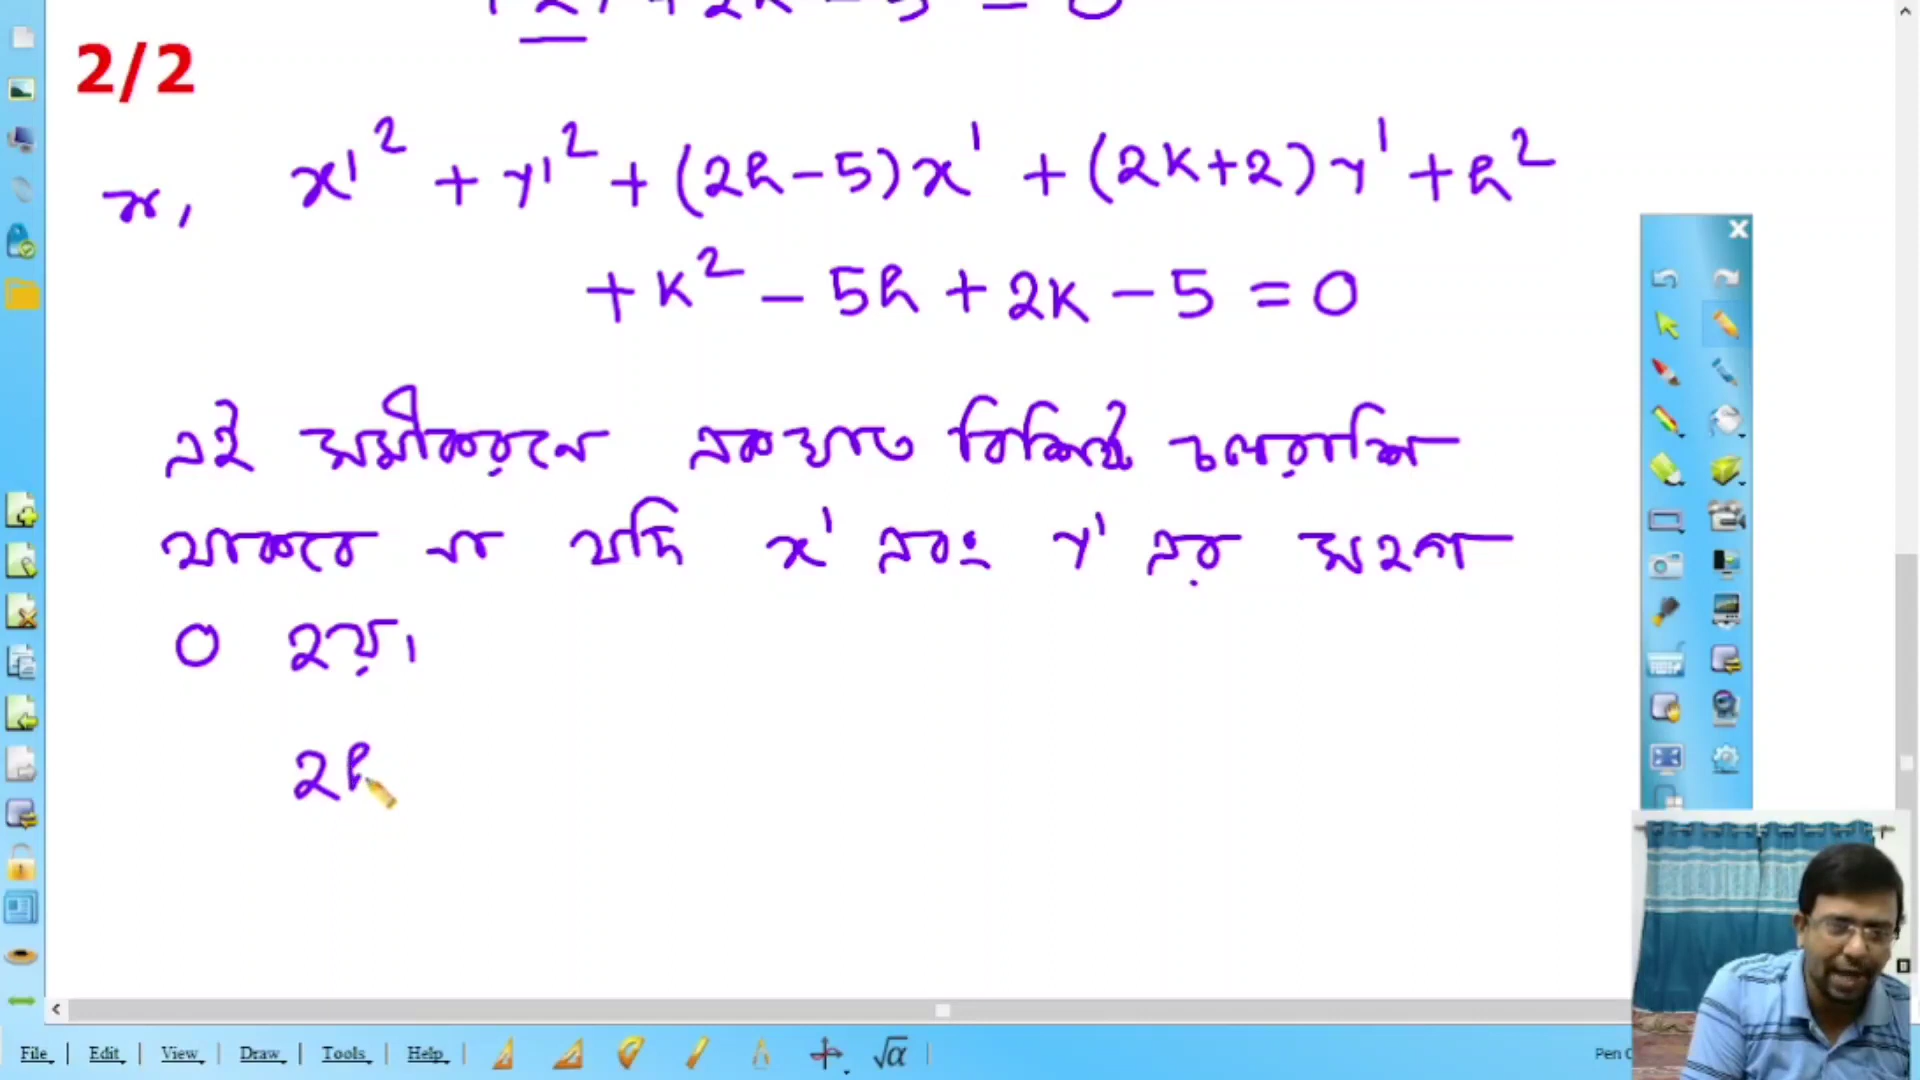 2/2
বা, x'² + y'² + (2h-5)x' + (2k+2)y' + h²
+ k² - 5h + 2k - 5 = 0
এই সমীকরনে একঘাত বিশিষ্ট চলরাশি
থাকবে না যদি x' এবং y' এর সহগ
0 হয়।
2h
File Edit View Draw Tools Help √α
Pen